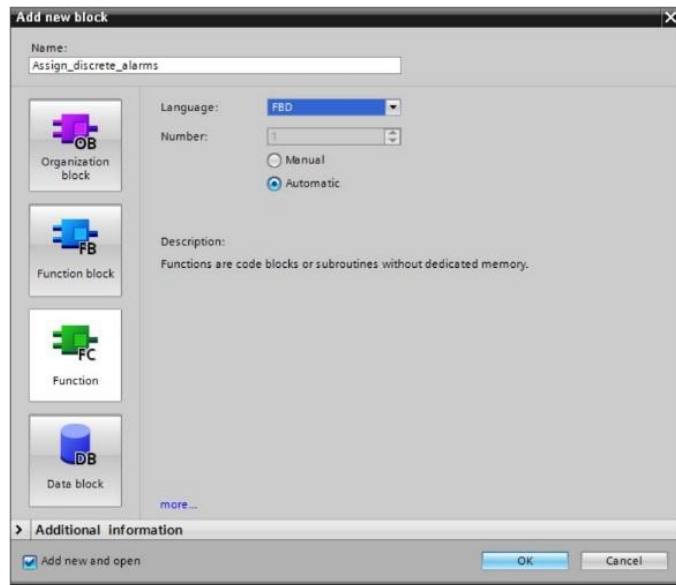 Add new block
Name:
Assign_discrete_alarms
OB
Organization
block
FB
Function block
FC
Function
DB
Data block
Language:
FBD
Number:
1
Manual
Automatic
Description:
Functions are code blocks or subroutines without dedicated memory.
more...
> Additional information
Add new and open
OK
Cancel